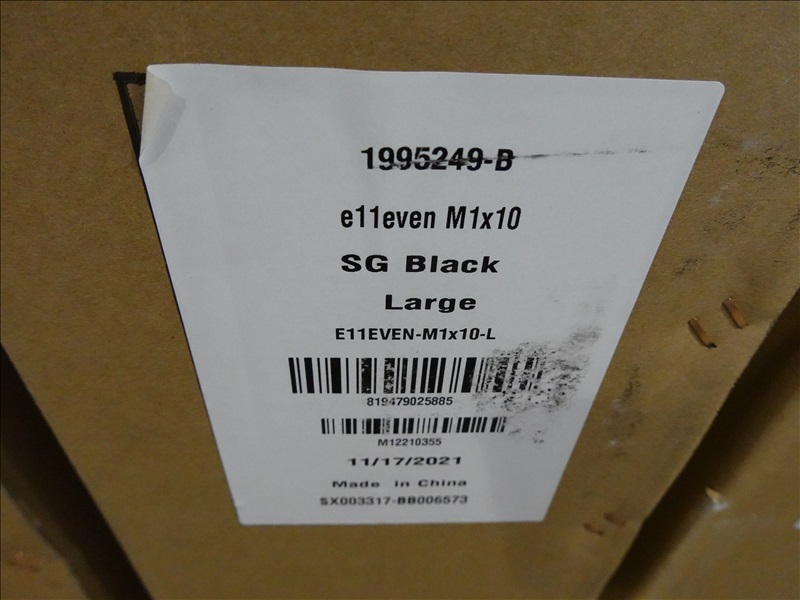 1995249-B
e11even M1x10
SG Black
Large
E11EVEN-M1x10-L
819479025885
M12210355
11/17/2021
Made in China
SX003317-BB006573